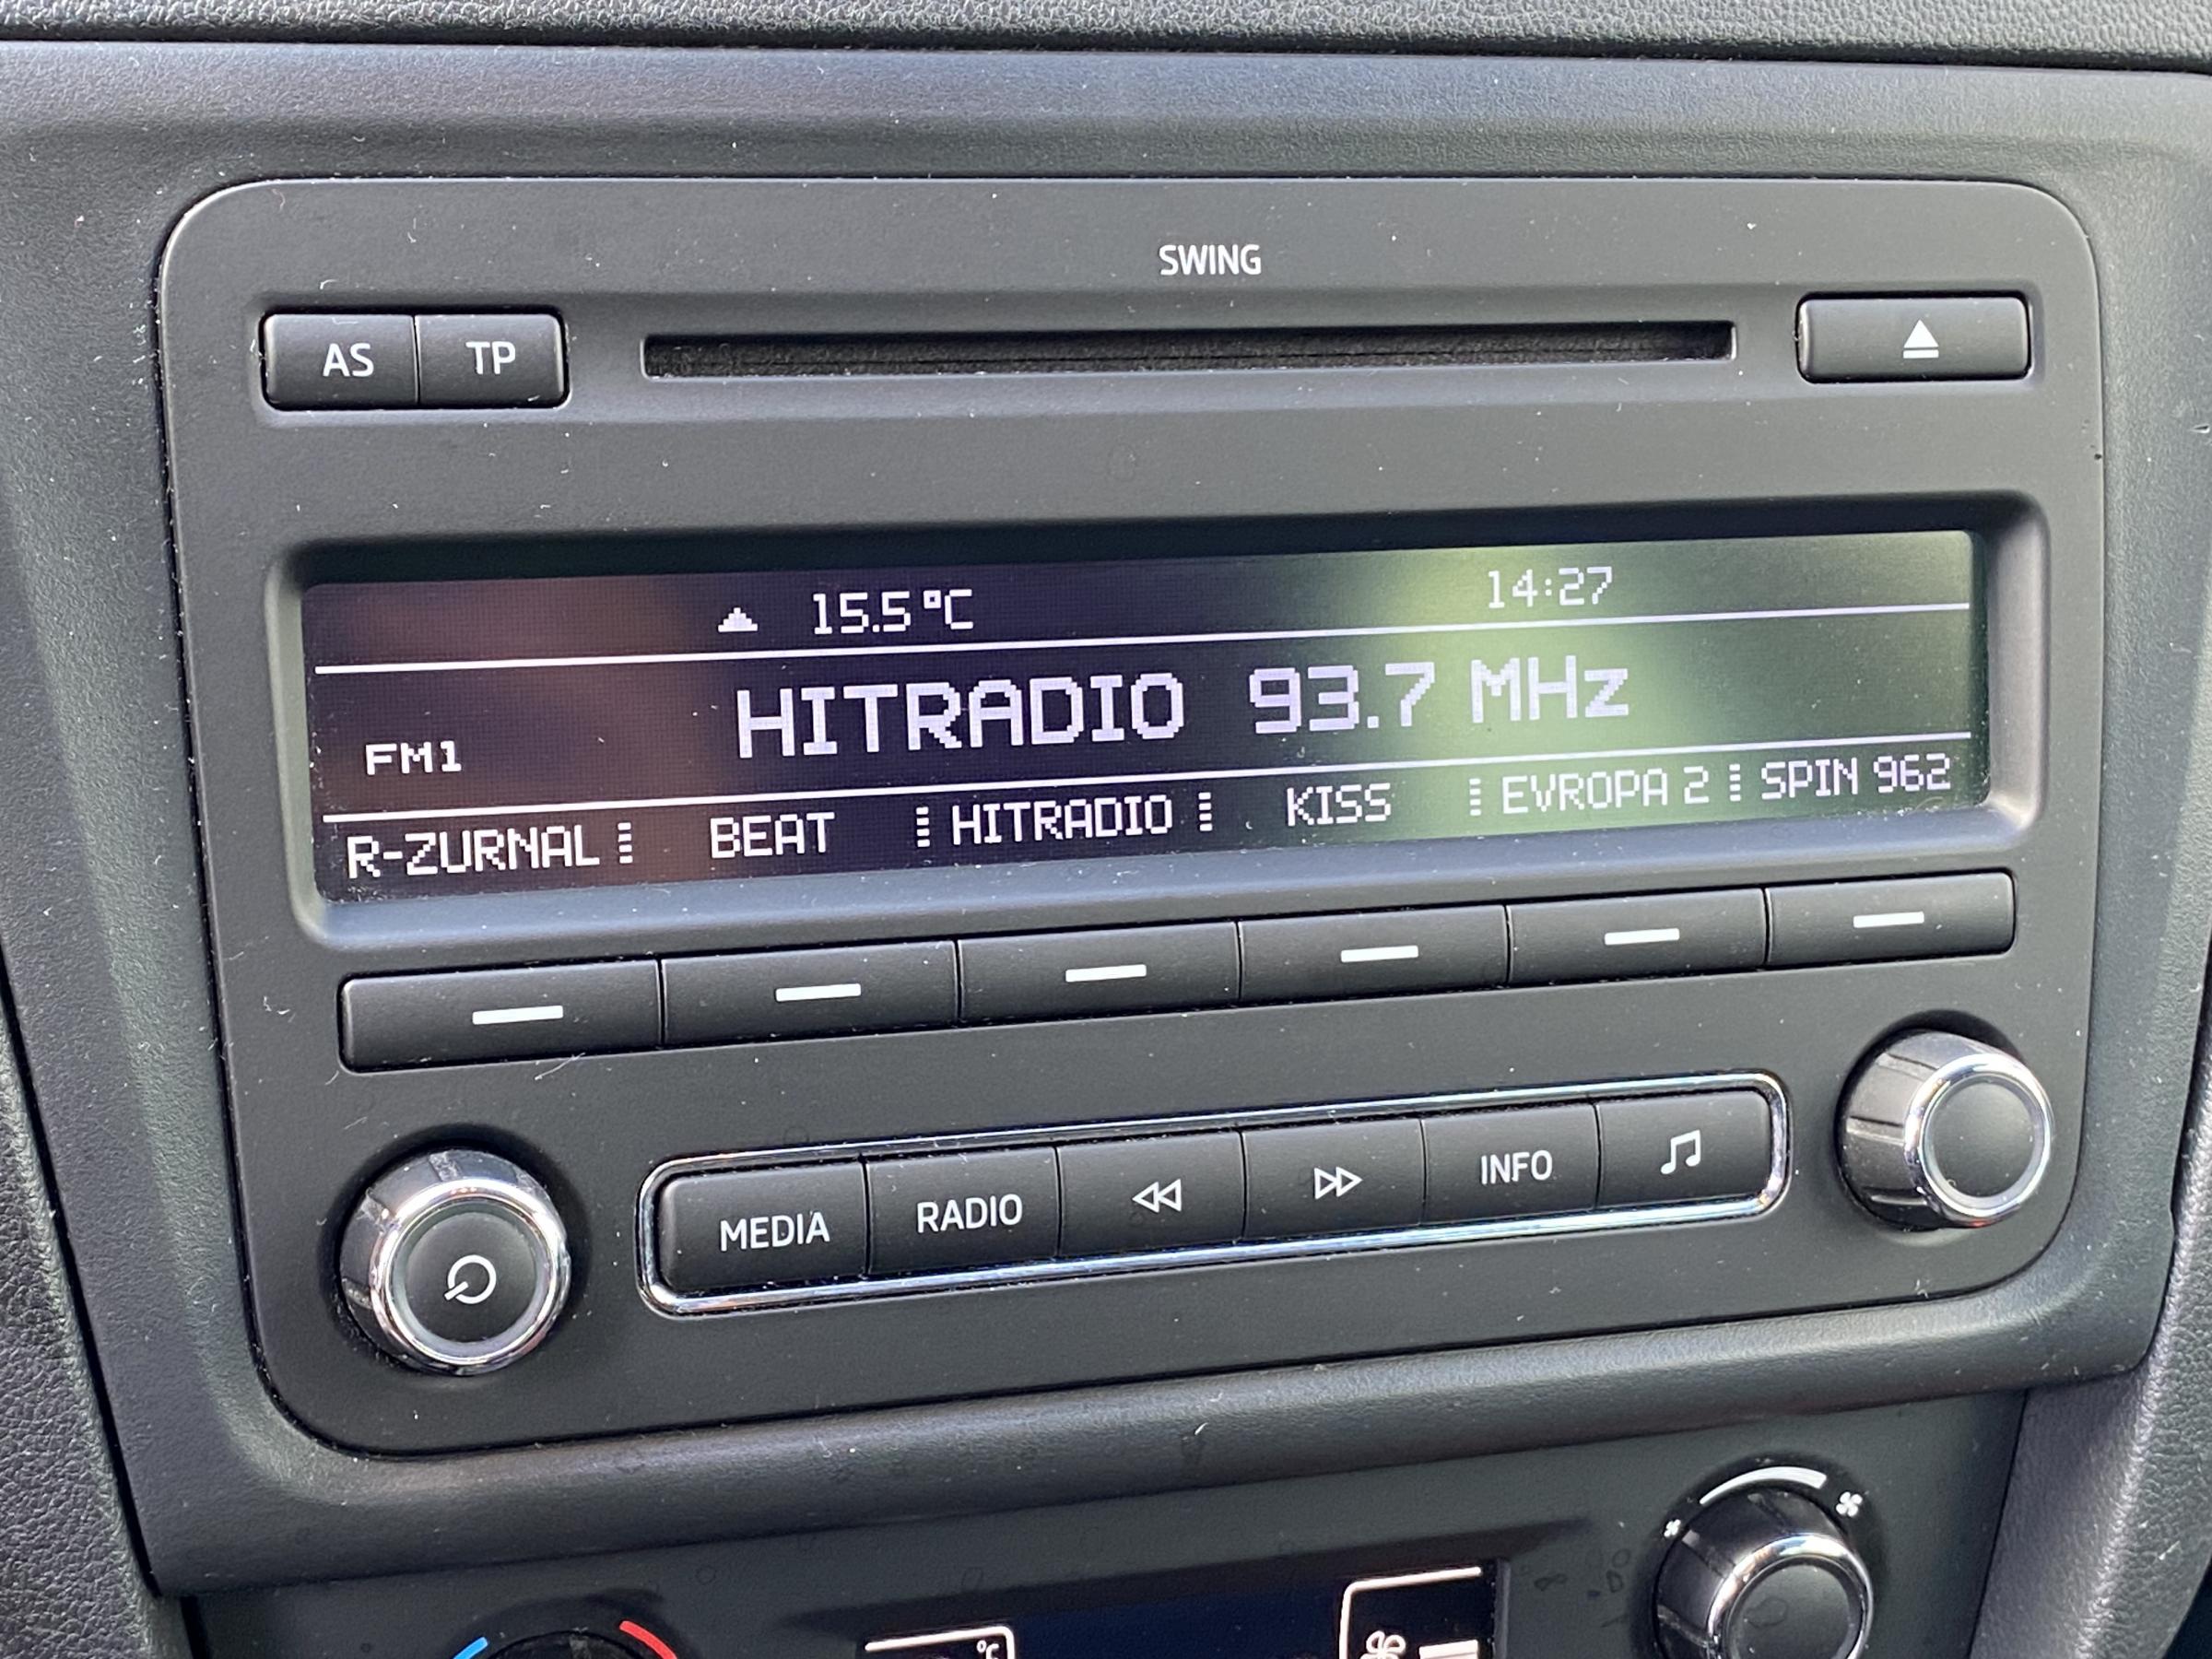 SWING
AS TP
15.5°C 14:27
FM1 HITRADIO 93.7 MHz
R-ZURNAL BEAT HITRADIO KISS EVROPA 2 SPIN 962
MEDIA RADIO INFO
°C